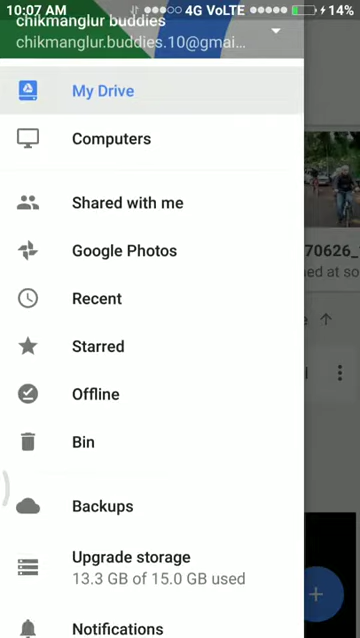 10:07 AM 4G VoLTE 14%
chikmanglur buddies
chikmanglur.buddies.10@gmai...
My Drive
Computers
Shared with me
Google Photos
70626_
Recent
Starred
Offline
Bin
Backups
Upgrade storage
13.3 GB of 15.0 GB used
Notifications